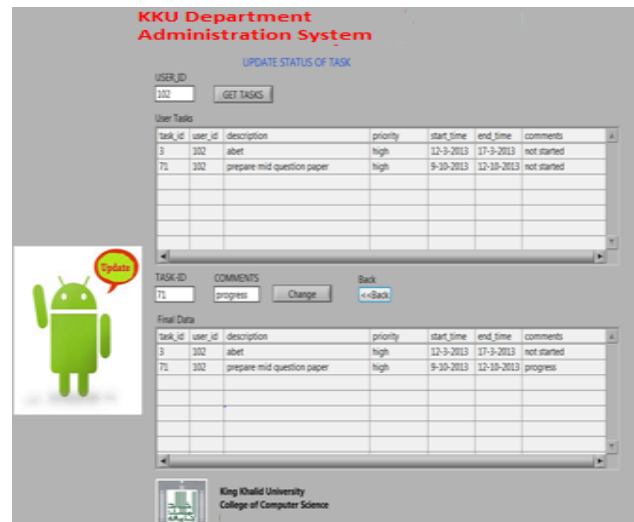 KKU Department
Administration System
UPDATE STATUS OF TASK
USER_ID
102 GET TASKS
User Tasks
task_id user_id description priority start_time end_time comments
3 102 abet high 12-3-2013 17-3-2013 not started
71 102 prepare mid question paper high 9-10-2013 12-10-2013 not started
Update
TASK-ID COMMENTS Back
71 progress Change <<Back
Final Data
task_id user_id description priority start_time end_time comments
3 102 abet high 12-3-2013 17-3-2013 not started
71 102 prepare mid question paper high 9-10-2013 12-10-2013 progress
King Khalid University
College of Computer Science